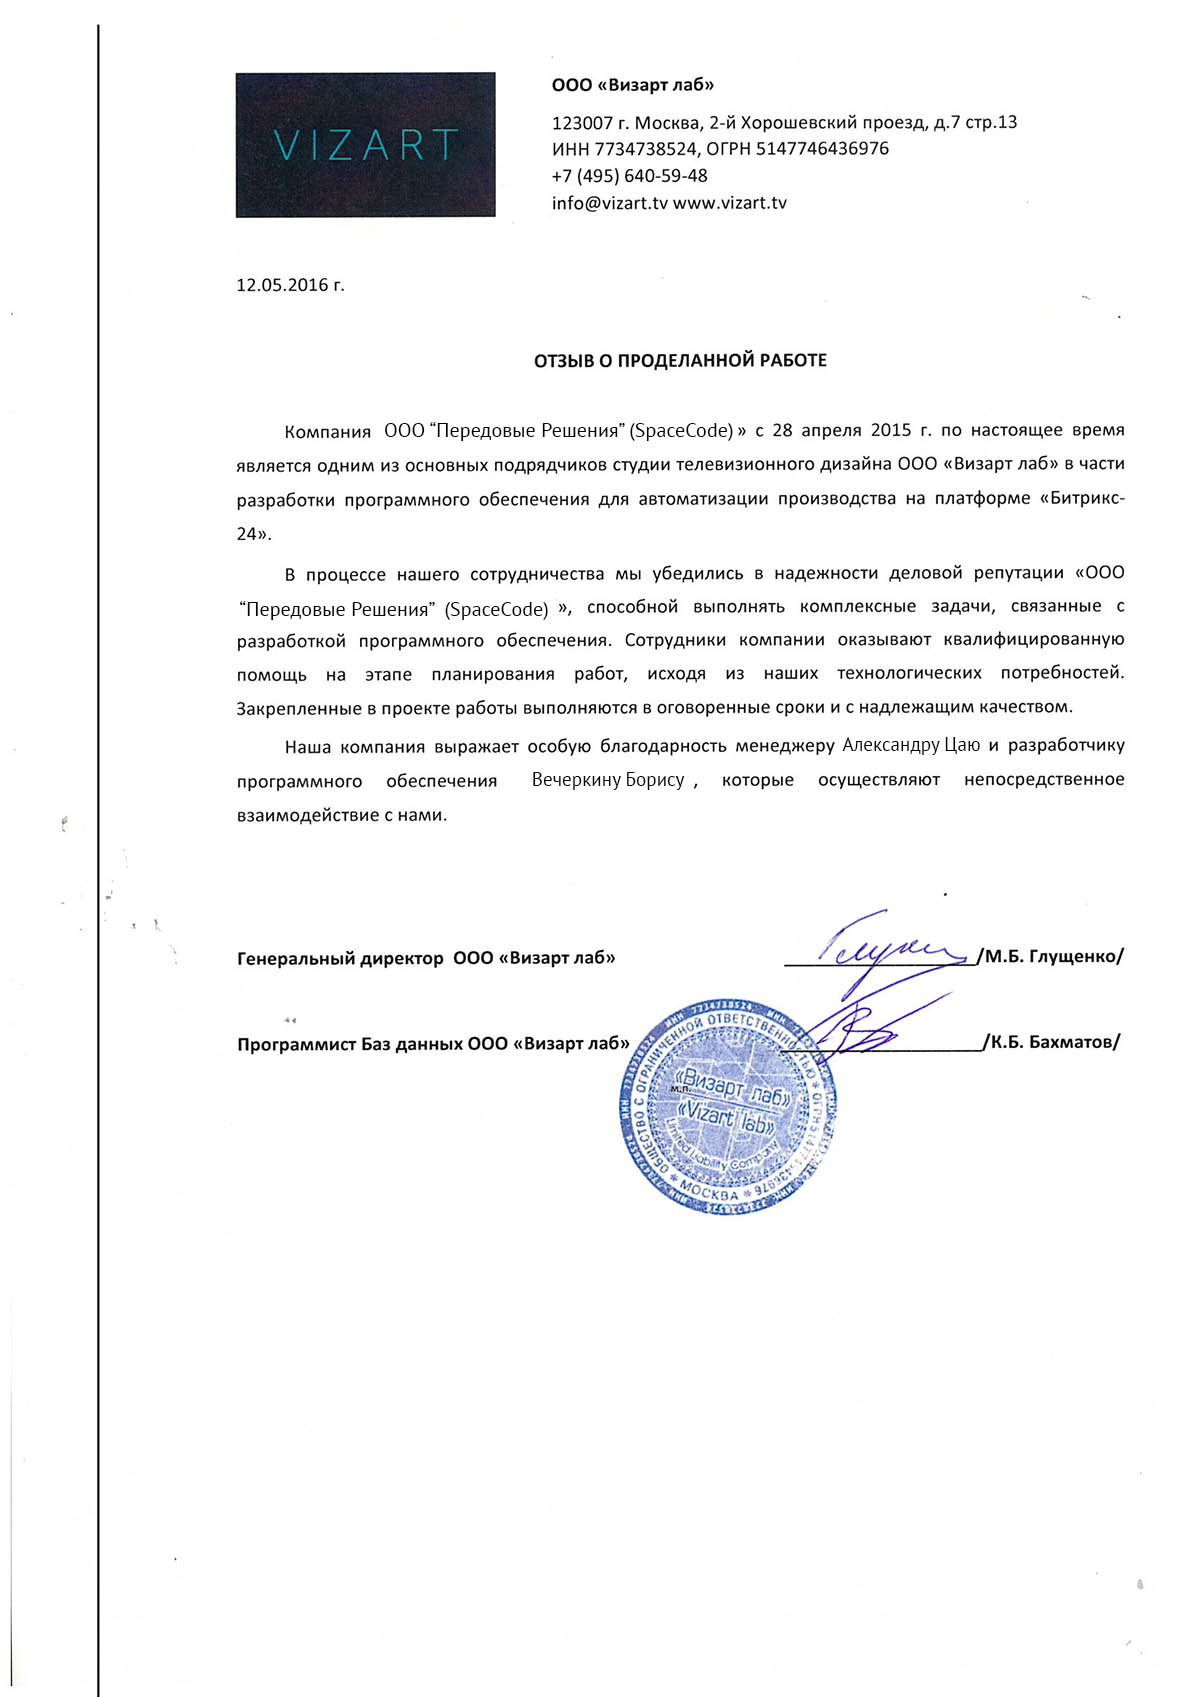 VIZART
ООО «Визарт лаб»
123007 г. Москва, 2-й Хорошевский проезд, д.7 стр.13
ИНН 7734738524, ОГРН 5147746436976
+7 (495) 640-59-48
info@vizart.tv www.vizart.tv
12.05.2016 г.
ОТЗЫВ О ПРОДЕЛАННОЙ РАБОТЕ
Компания ООО “Передовые Решения” (SpaceCode) » с 28 апреля 2015 г. по настоящее время
является одним из основных подрядчиков студии телевизионного дизайна ООО «Визарт лаб» в части
разработки программного обеспечения для автоматизации производства на платформе «Битрикс-
24».
В процессе нашего сотрудничества мы убедились в надежности деловой репутации «ООО
“Передовые Решения” (SpaceCode) », способной выполнять комплексные задачи, связанные с
разработкой программного обеспечения. Сотрудники компании оказывают квалифицированную
помощь на этапе планирования работ, исходя из наших технологических потребностей.
Закрепленные в проекте работы выполняются в оговоренные сроки и с надлежащим качеством.
Наша компания выражает особую благодарность менеджеру Александру Цаю и разработчику
программного обеспечения Вечеркину Борису , которые осуществляют непосредственное
взаимодействие с нами.
Генеральный директор ООО «Визарт лаб» /М.Б. Глущенко/
Программист Баз данных ООО «Визарт лаб» /К.Б. Бахматов/
м.п.
ОБЩЕСТВО С ОГРАНИЧЕННОЙ ОТВЕТСТВЕННОСТЬЮ * ОГРН 5147746436976 * МОСКВА *
«Визарт лаб»
«Vizart lab»
Limited Liability Company